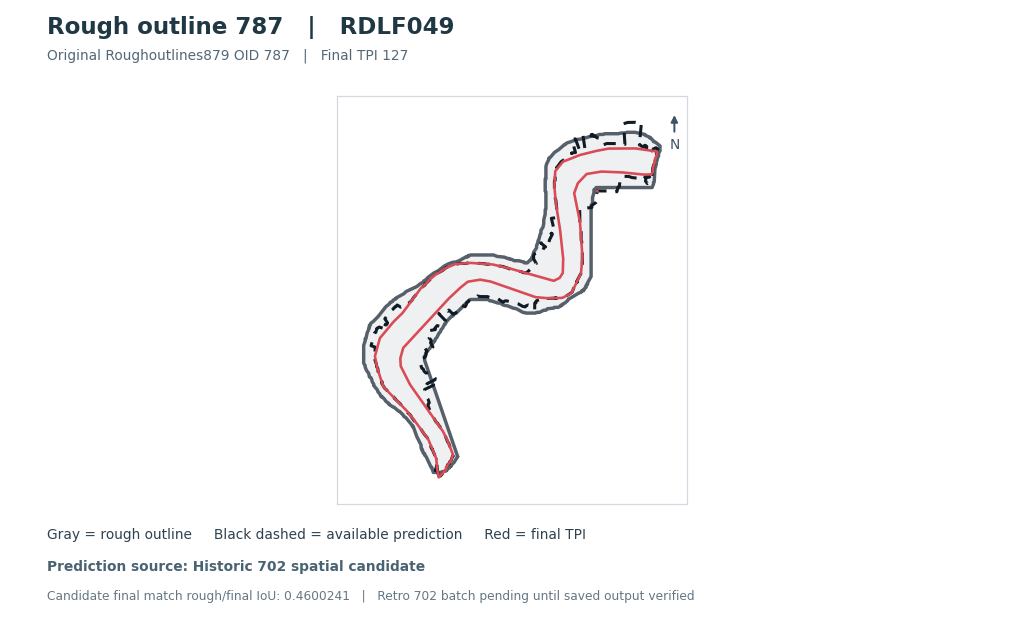 Rough outline 787   |   RDLF049
Original Roughoutlines879 OID 787   |   Final TPI 127
N
Gray = rough outline     Black dashed = available prediction     Red = final TPI
Prediction source: Historic 702 spatial candidate
Candidate final match rough/final IoU: 0.4600241   |   Retro 702 batch pending until saved output verified